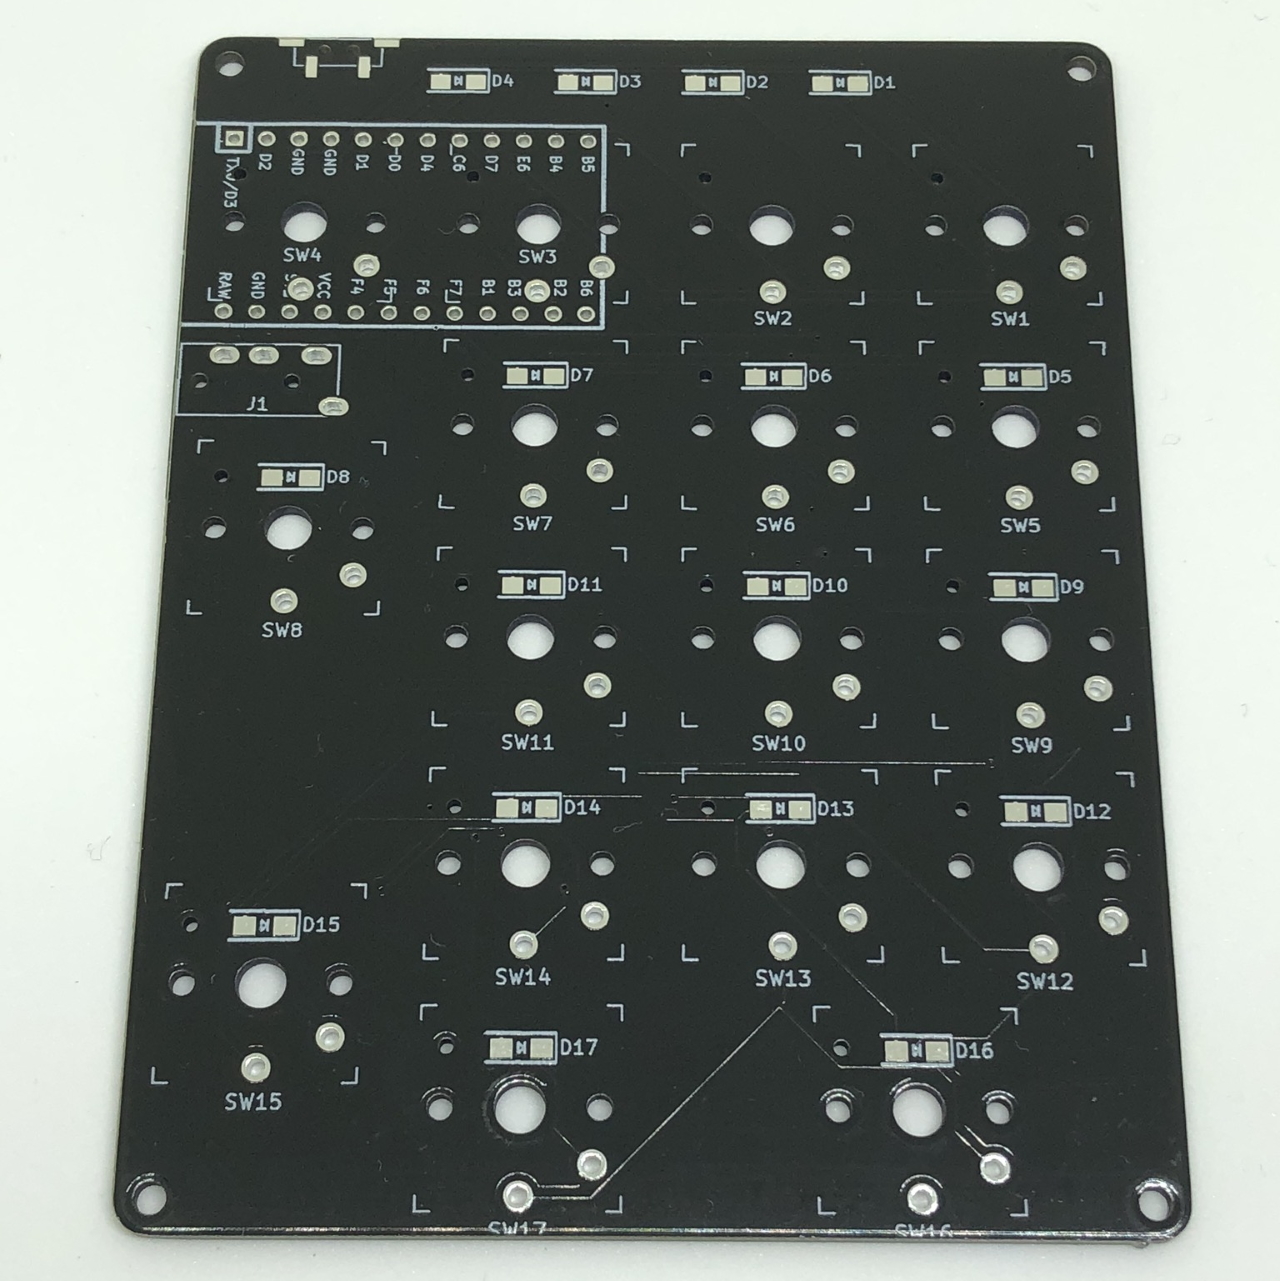 D4 D3 D2 D1
D2 GND GND D1 D0 D4 C6 D7 E6 B4 B5
SW4 SW3
RAW GND VCC F4 F5 F6 F7 B1 B3 B2 B6
SW2 SW1
D7 D6 D5
J1
D8
SW7 SW6 SW5
D11 D10 D9
SW8
SW11 SW10 SW9
D14 D13 D12
D15
SW14 SW13 SW12
D17 D16
SW15
SW17 SW16